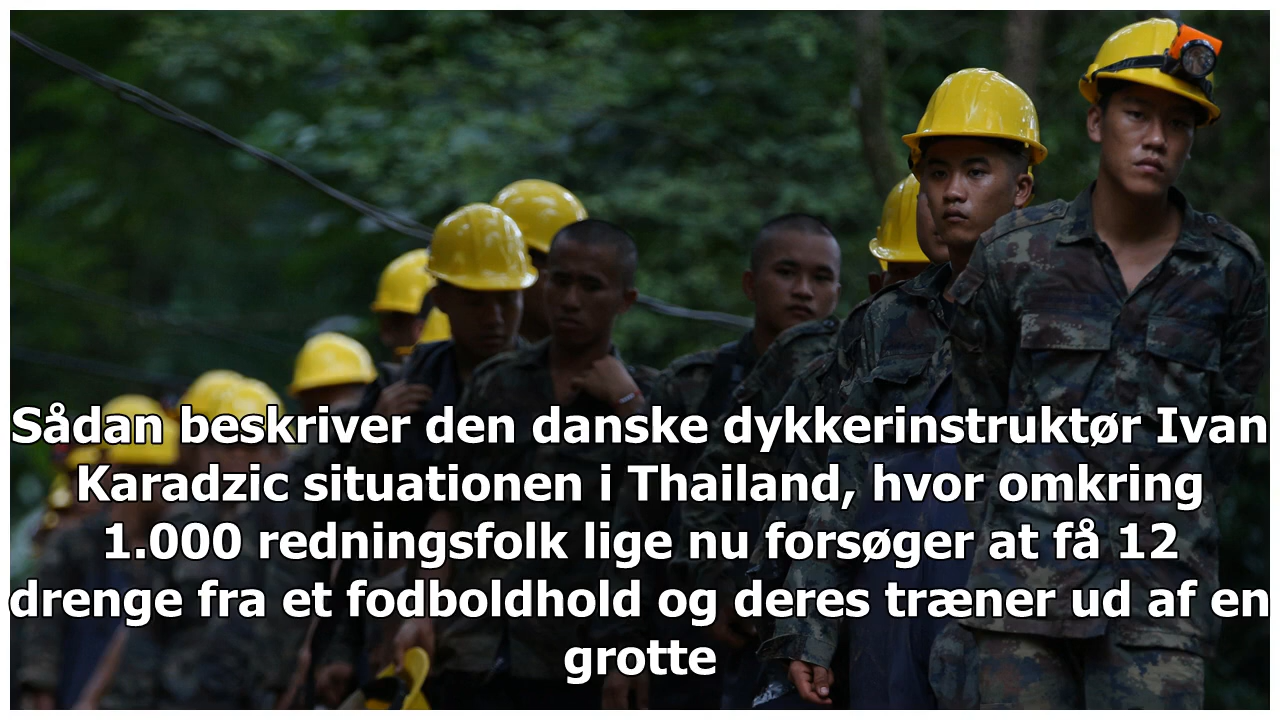 Sådan beskriver den danske dykkerinstruktør Ivan
Karadzic situationen i Thailand, hvor omkring
1.000 redningsfolk lige nu forsøger at få 12
drenge fra et fodboldhold og deres træner ud af en
grotte